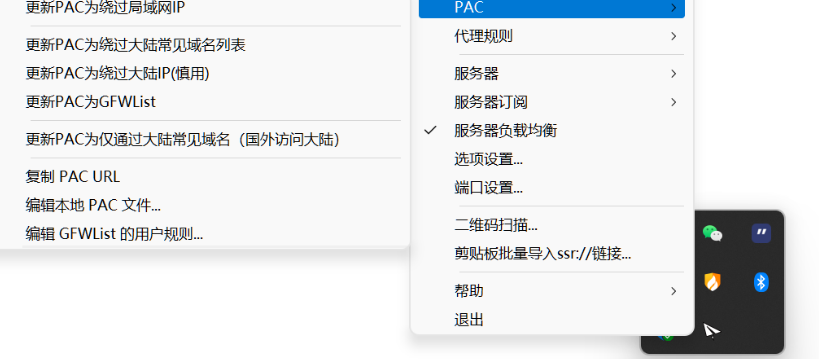 更新PAC为绕过局域网IP
更新PAC为绕过大陆常见域名列表
更新PAC为绕过大陆IP(慎用)
更新PAC为GFWList
更新PAC为仅通过大陆常见域名（国外访问大陆）
复制 PAC URL
编辑本地 PAC 文件...
编辑 GFWList 的用户规则...
PAC
代理规则
服务器
服务器订阅
服务器负载均衡
选项设置...
端口设置...
二维码扫描...
剪贴板批量导入ssr://链接...
帮助
退出